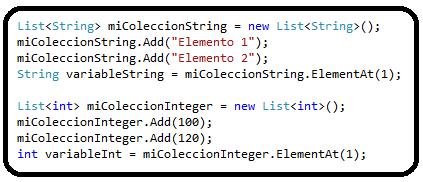 List<String> miColeccionString = new List<String>();
miColeccionString.Add("Elemento 1");
miColeccionString.Add("Elemento 2");
String variableString = miColeccionString.ElementAt(1);
List<int> miColeccionInteger = new List<int>();
miColeccionInteger.Add(100);
miColeccionInteger.Add(120);
int variableInt = miColeccionInteger.ElementAt(1);